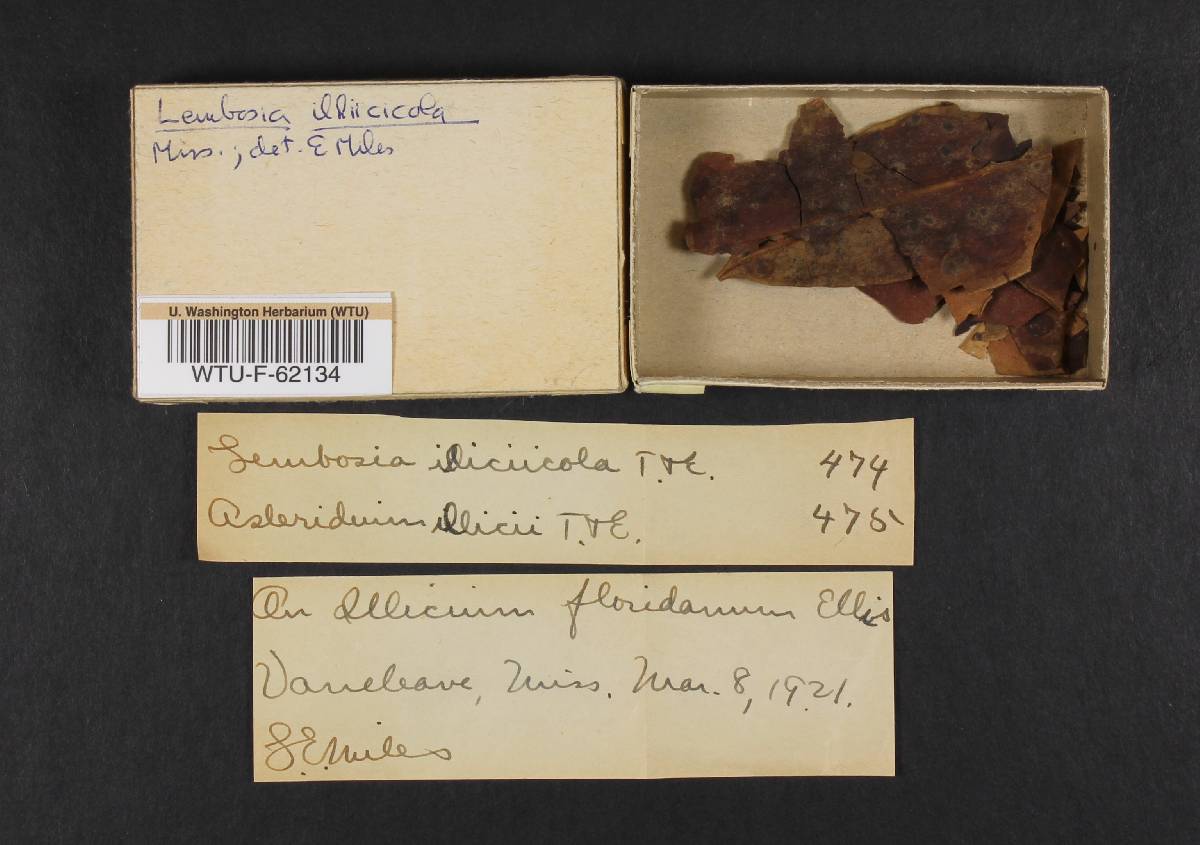 Lembosia illiicicola
Miss.; det. E Miles
U. Washington Herbarium (WTU)
WTU-F-62134
Lembosia illiciicola T.&E. 474
Asteridium illicii T.&E. 475
On Illicium floridanum Ellis
Vancleave, Miss. Mar. 8, 1921.
L.E. Miles